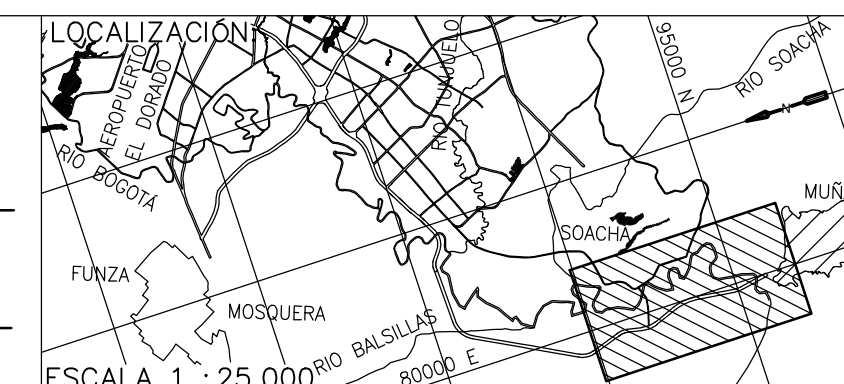 LOCALIZACIÓN:
AEROPUERTO
EL DORADO
RIO BOGOTÁ
RIO TUNJUELO
95000 N
RIO SOACHA
N
MUÑ
SOACHA
FUNZA
MOSQUERA
RIO BALSILLAS
80000 E
ESCALA 1 : 25.000